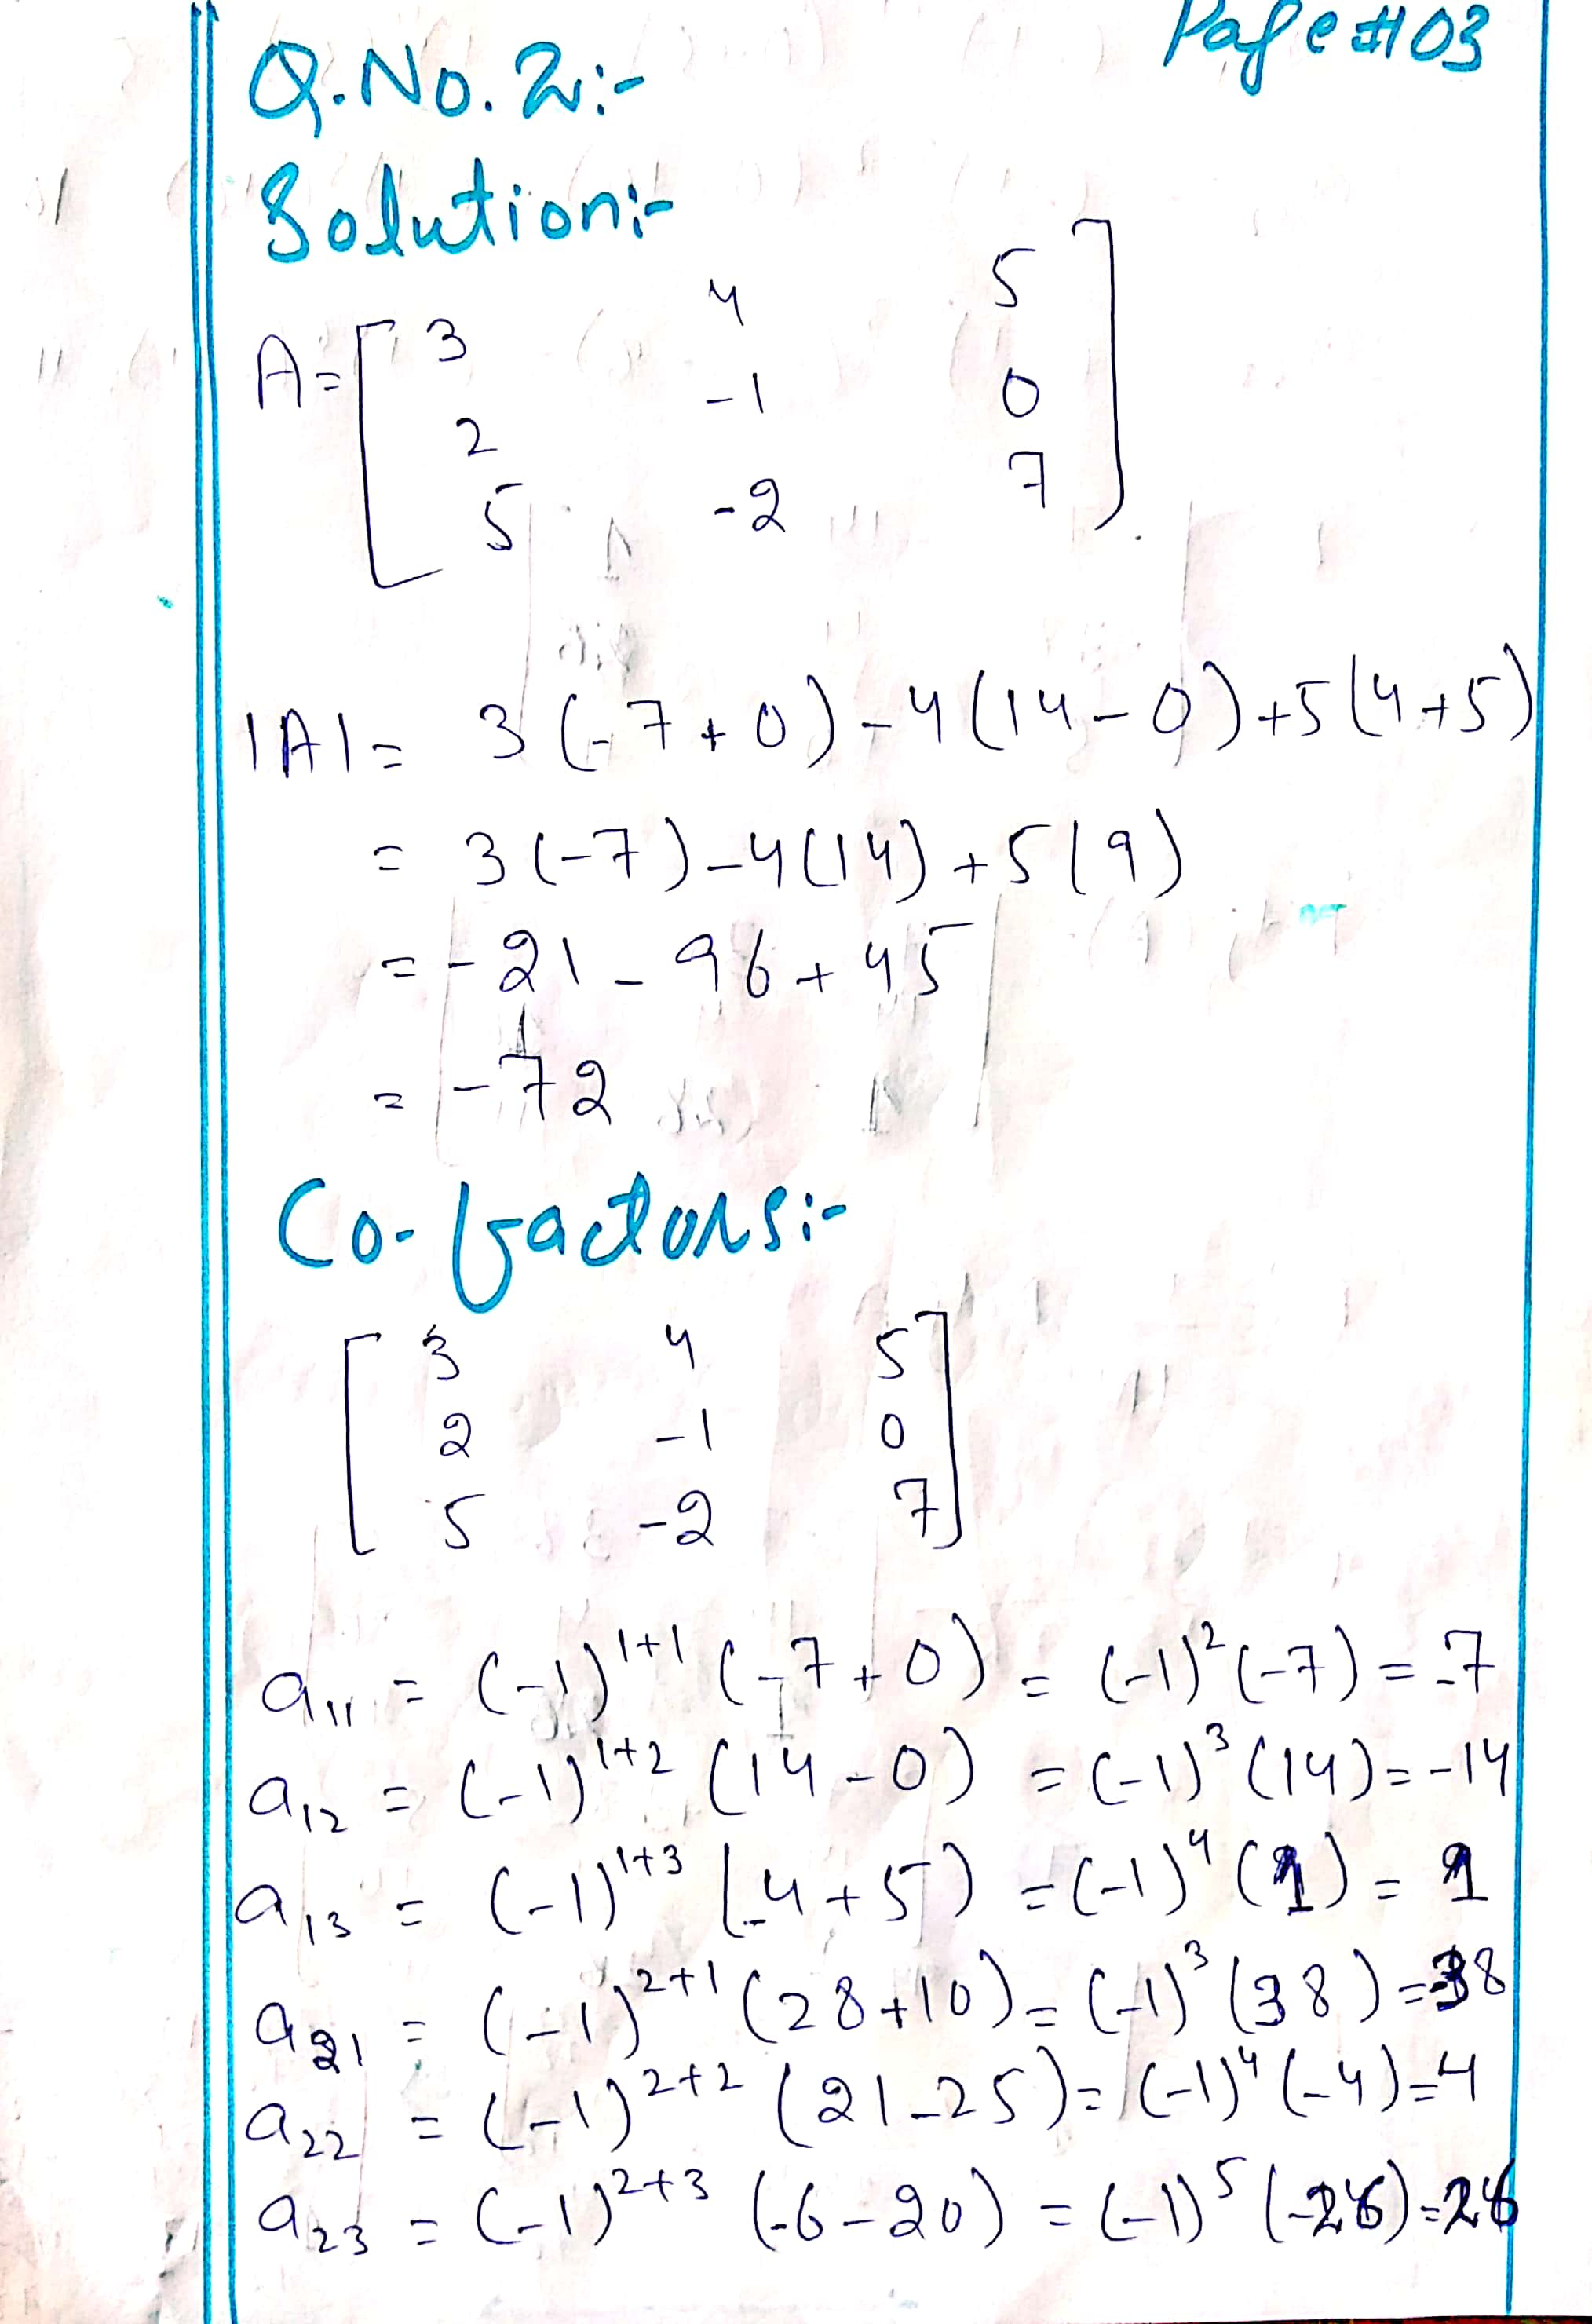 Page #03
Q.No. 2:-
Solution:-
A = [ 3 4 5
2 -1 0
5 -2 7 ]
|A| = 3(-7+0)-4(14-0)+5(4+5)
= 3(-7)-4(14)+5(9)
= -21-96+45
= -72
Co-factors:-
[ 3 4 5
2 -1 0
5 -2 7 ]
a₁₁ = (-1)¹⁺¹ (-7+0) = (-1)² (-7) = -7
a₁₂ = (-1)¹⁺² (14-0) = (-1)³ (14) = -14
a₁₃ = (-1)¹⁺³ (-4+5) = (-1)⁴ (1) = 1
a₂₁ = (-1)²⁺¹ (28+10) = (-1)³ (38) = -38
a₂₂ = (-1)²⁺² (21-25) = (-1)⁴ (-4) = -4
a₂₃ = (-1)²⁺³ (-6-20) = (-1)⁵ (-26) = 26